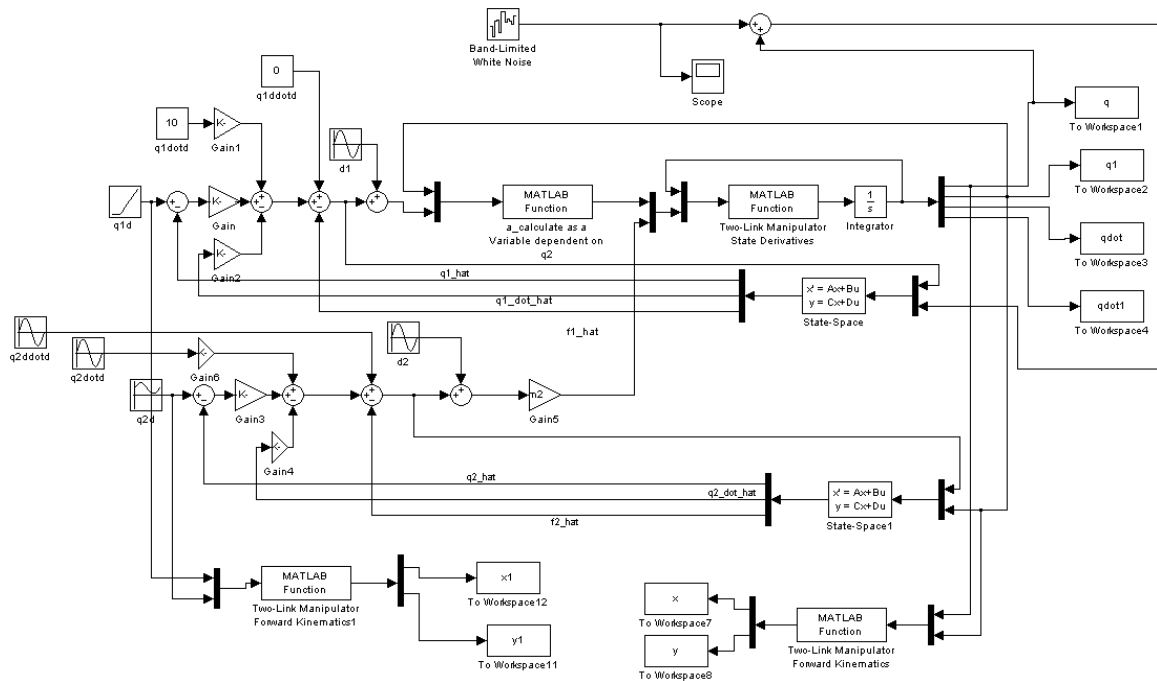 Band-Limited
White Noise
+
+
Scope
0
q1ddotd
10
q1dotd
K-
Gain1
d1
q
To Workspace1
q1
To Workspace2
q1d
K-
Gain
K-
Gain2
MATLAB
Function
a_calculate as a
Variable dependent on
q2
MATLAB
Function
Two-Link Manipulator
State Derivatives
1
s
Integrator
qdot
To Workspace3
qdot1
To Workspace4
q1_hat
q1_dot_hat
f1_hat
x' = Ax+Bu
y = Cx+Du
State-Space
q2ddotd
q2dotd
Gain6
d2
q2d
K-
Gain3
Gain4
m2
Gain5
q2_hat
q2_dot_hat
f2_hat
x' = Ax+Bu
y = Cx+Du
State-Space1
MATLAB
Function
Two-Link Manipulator
Forward Kinematics1
x1
To Workspace12
y1
To Workspace11
x
To Workspace7
y
To Workspace8
MATLAB
Function
Two-Link Manipulator
Forward Kinematics